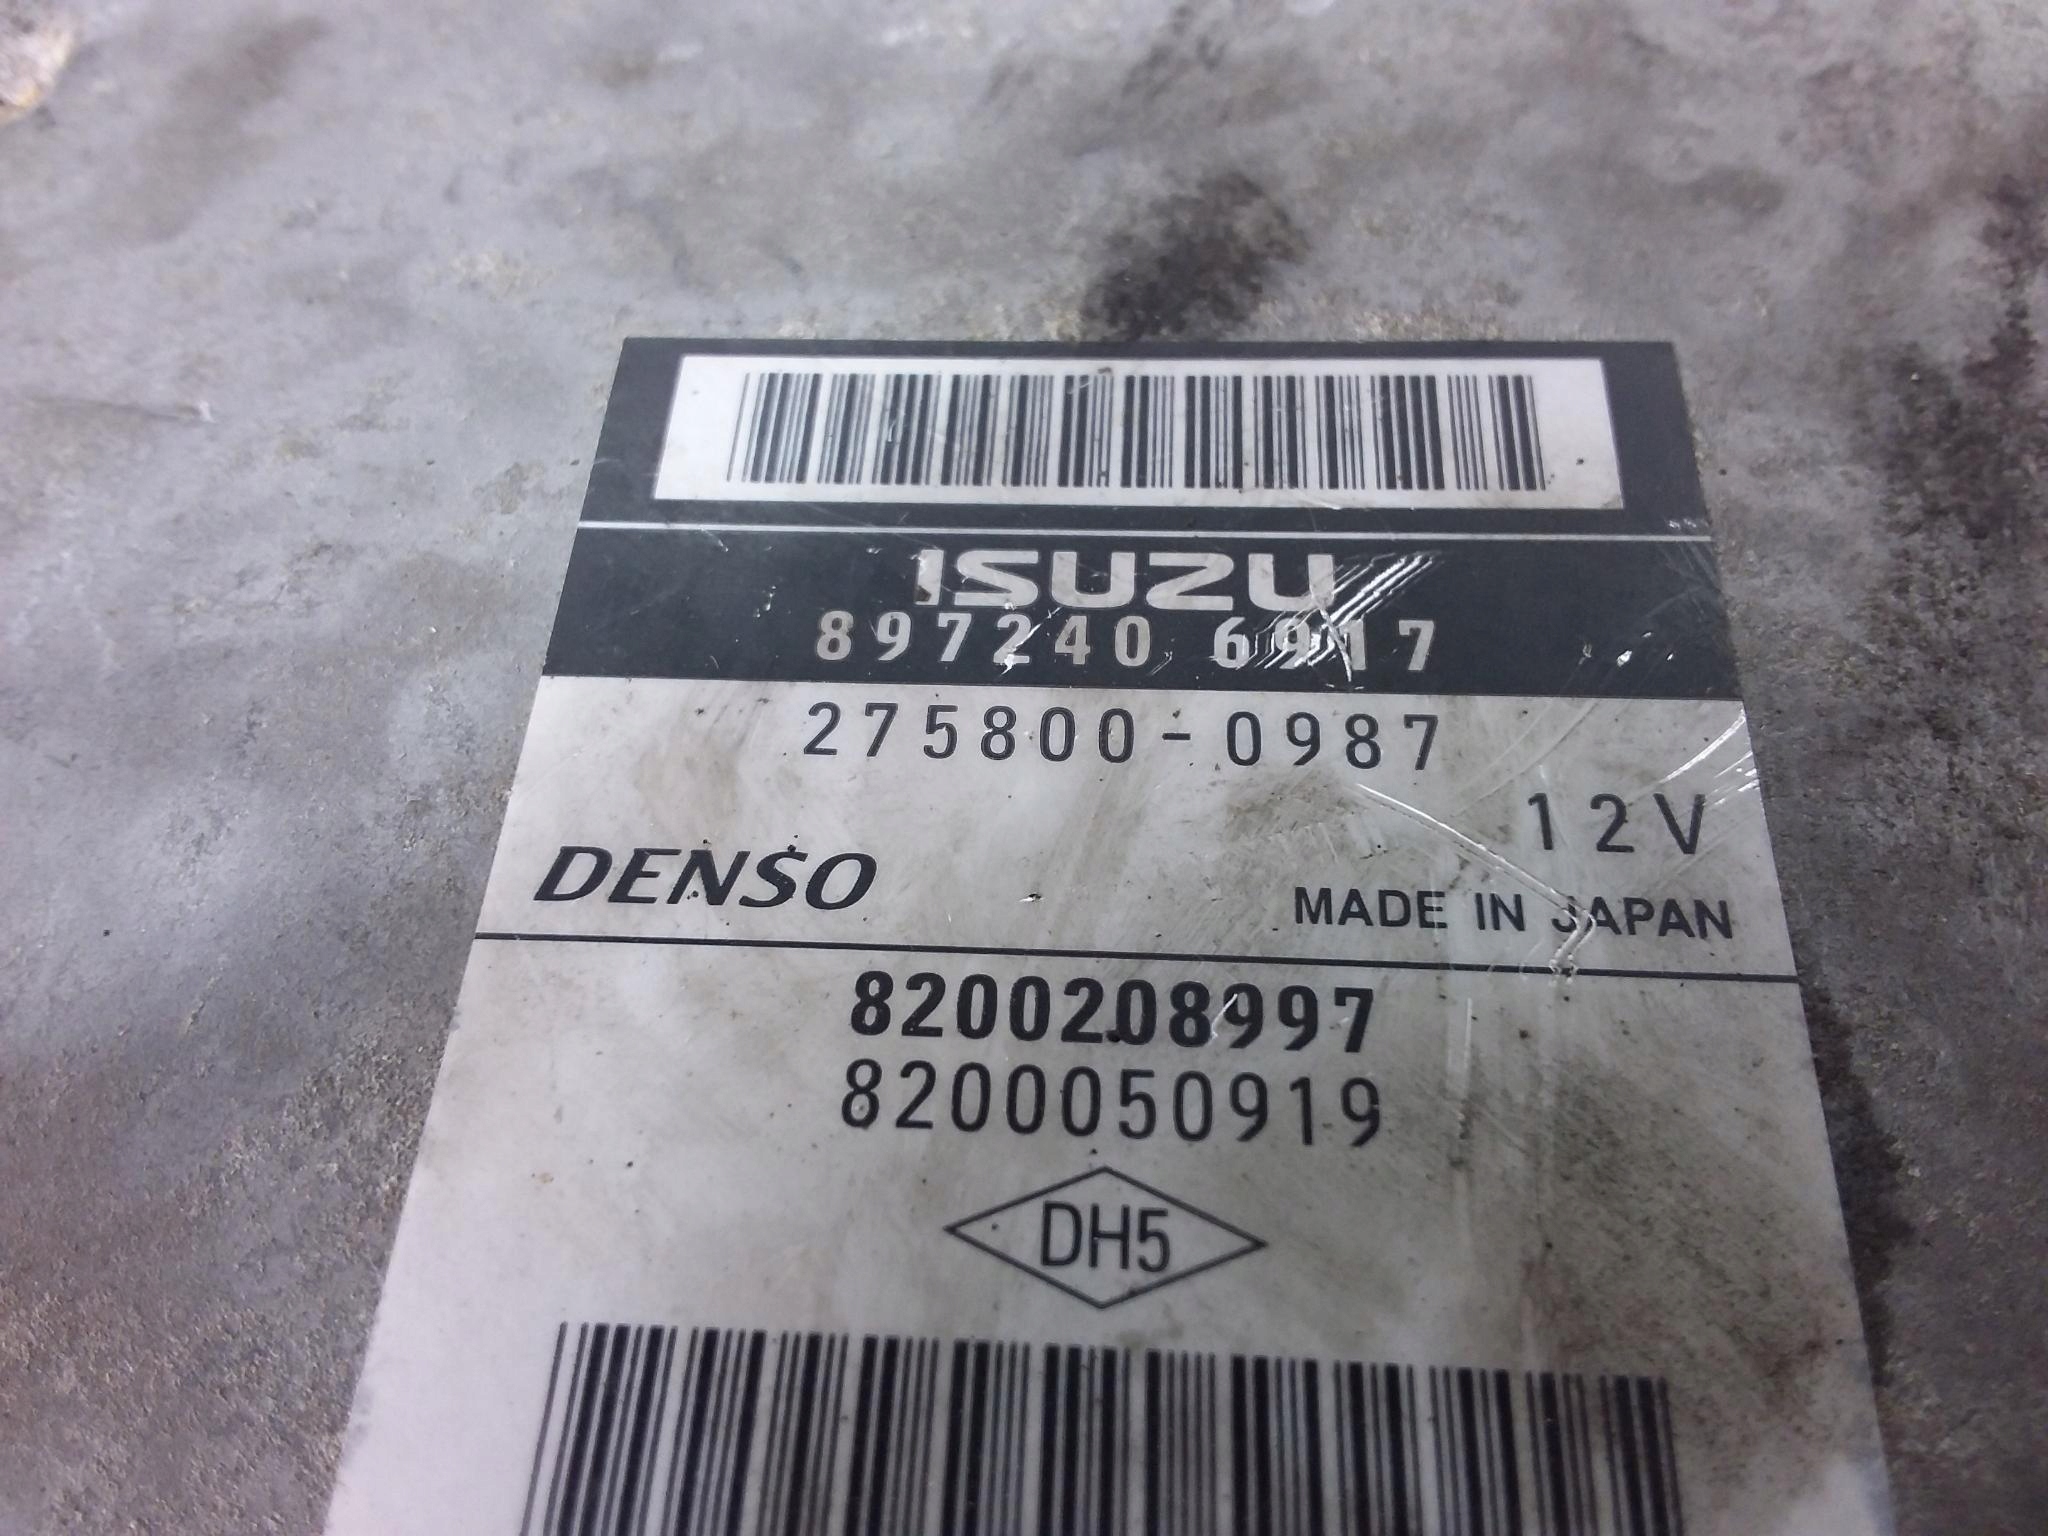 ISUZU
897240 6917
275800-0987
12V
DENSO
MADE IN JAPAN
8200208997
8200050919
DH5